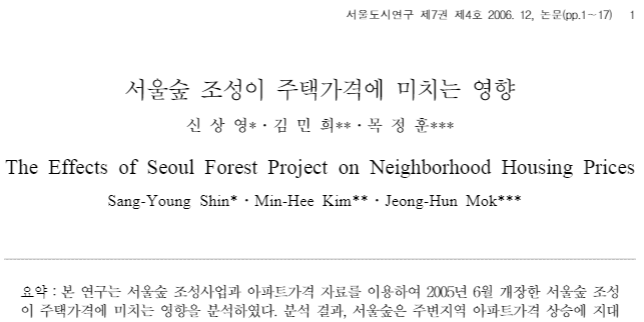 서울도시연구 제7권 제4호 2006. 12, 논문(pp.1~17) 1
서울숲 조성이 주택가격에 미치는 영향
신 상 영* · 김 민 희** · 목 정 훈***
The Effects of Seoul Forest Project on Neighborhood Housing Prices
Sang-Young Shin* · Min-Hee Kim** · Jeong-Hun Mok***
요약 : 본 연구는 서울숲 조성사업과 아파트가격 자료를 이용하여 2005년 6월 개장한 서울숲 조성
이 주택가격에 미치는 영향을 분석하였다. 분석 결과, 서울숲은 주변지역 아파트가격 상승에 지대